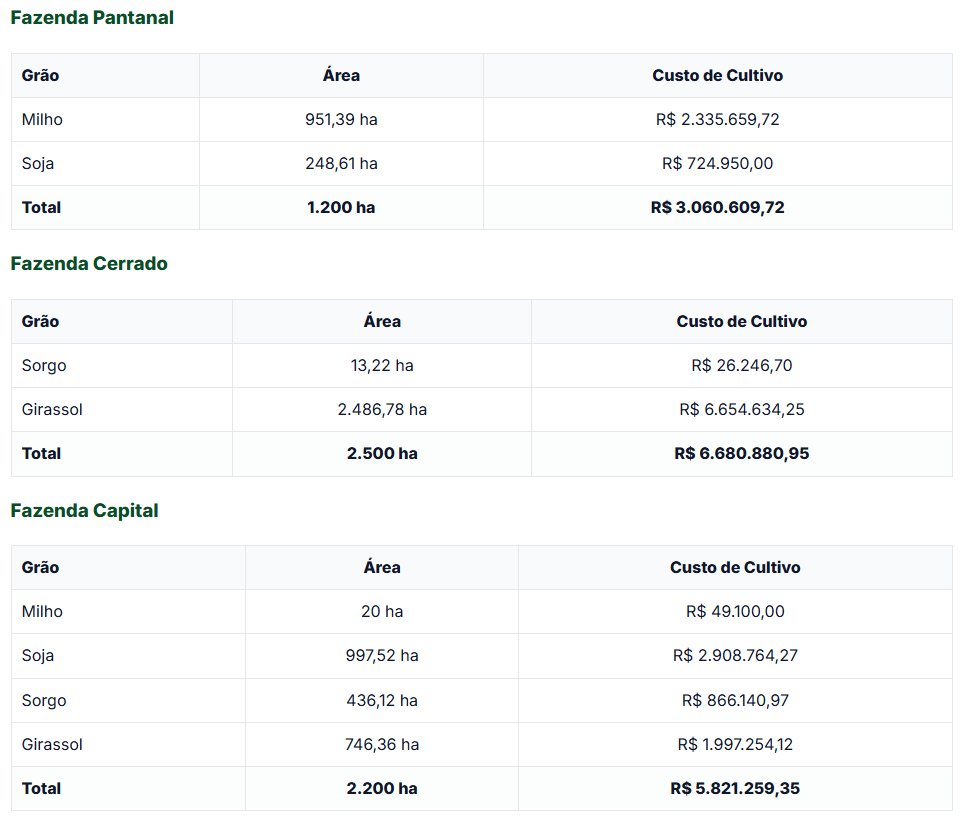 Fazenda Pantanal
Grão Área Custo de Cultivo
Milho 951,39 ha R$ 2.335.659,72
Soja 248,61 ha R$ 724.950,00
Total 1.200 ha R$ 3.060.609,72
Fazenda Cerrado
Grão Área Custo de Cultivo
Sorgo 13,22 ha R$ 26.246,70
Girassol 2.486,78 ha R$ 6.654.634,25
Total 2.500 ha R$ 6.680.880,95
Fazenda Capital
Grão Área Custo de Cultivo
Milho 20 ha R$ 49.100,00
Soja 997,52 ha R$ 2.908.764,27
Sorgo 436,12 ha R$ 866.140,97
Girassol 746,36 ha R$ 1.997.254,12
Total 2.200 ha R$ 5.821.259,35